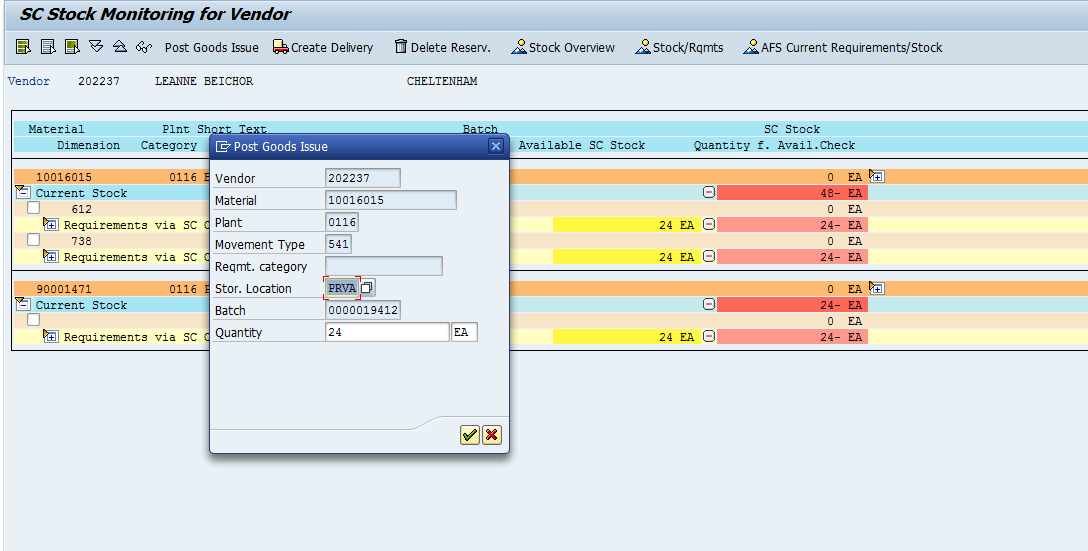 SC Stock Monitoring for Vendor
Post Goods Issue Create Delivery Delete Reserv. Stock Overview Stock/Rqmts AFS Current Requirements/Stock
Vendor 202237 LEANNE BEICHOR CHELTENHAM
Material Plnt Short Text Batch SC Stock
Dimension Category Available SC Stock Quantity f. Avail.Check
10016015 0116 0 EA
Current Stock 48- EA
612 0 EA
Requirements via SC 24 EA 24- EA
738 0 EA
Requirements via SC 24 EA 24- EA
90001471 0116 0 EA
Current Stock 24- EA
0 EA
Requirements via SC 24 EA 24- EA
Post Goods Issue
Vendor 202237
Material 10016015
Plant 0116
Movement Type 541
Reqmt. category
Stor. Location PRVA
Batch 0000019412
Quantity 24 EA